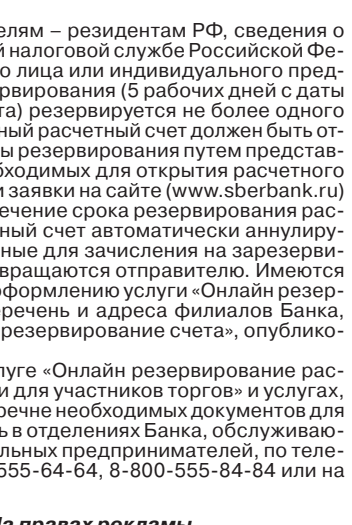 елям – резидентам РФ, сведения о
й налоговой службе Российской Фе-
о лица или индивидуального пред-
рвирования (5 рабочих дней с даты
та) резервируется не более одного
ный расчетный счет должен быть от-
ы резервирования путем представ-
бходимых для открытия расчетного
и заявки на сайте (www.sberbank.ru)
ечение срока резервирования рас-
ный счет автоматически аннулиру-
ные для зачисления на зарезерви-
вращаются отправителю. Имеются
оформлению услуги «Онлайн резер-
еречень и адреса филиалов Банка,
резервирование счета», опублико-
луге «Онлайн резервирование рас-
и для участников торгов» и услугах,
речне необходимых документов для
ь в отделениях Банка, обслуживаю-
льных предпринимателей, по теле-
555-64-64, 8-800-555-84-84 или на
На правах рекламы